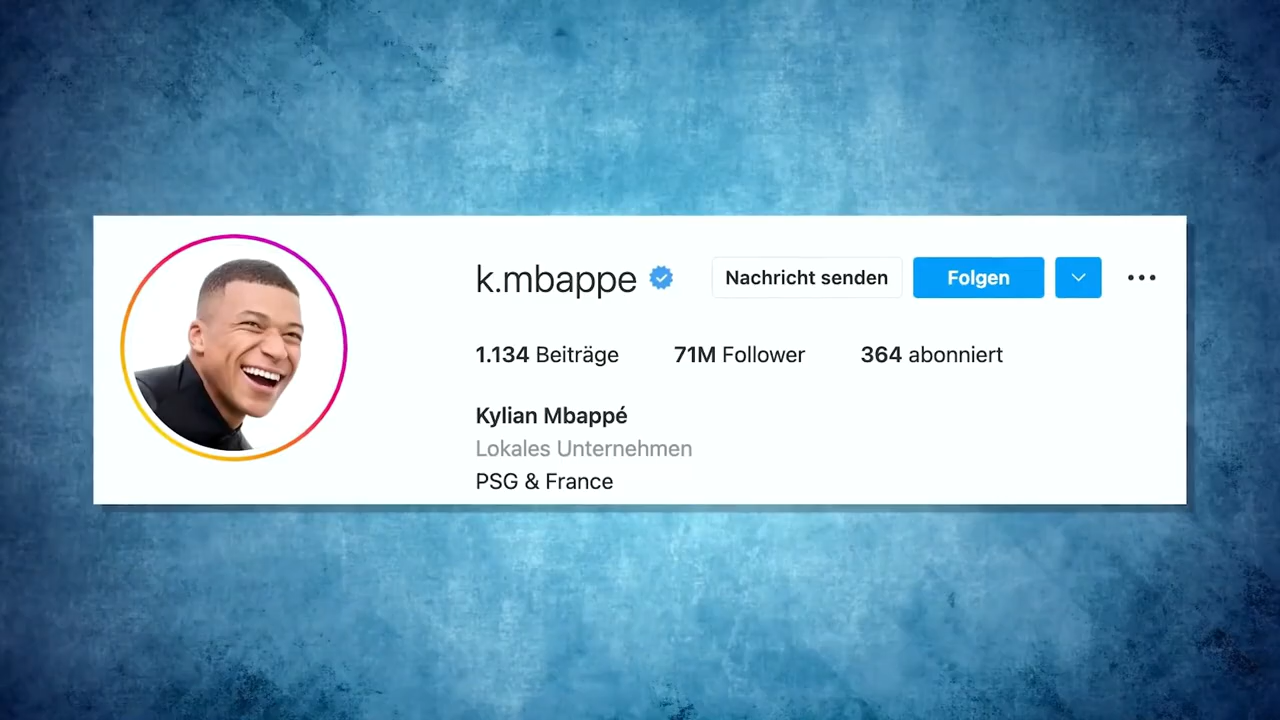 k.mbappe Nachricht senden Folgen
1.134 Beiträge 71M Follower 364 abonniert
Kylian Mbappé
Lokales Unternehmen
PSG & France